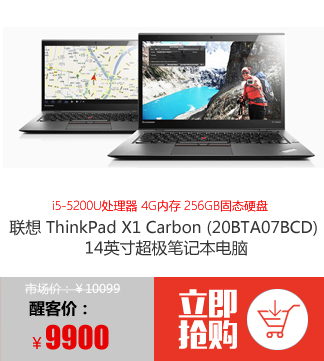 i5-5200U处理器 4G内存 256GB固态硬盘
联想 ThinkPad X1 Carbon (20BTA07BCD)
14英寸超极笔记本电脑
市场价：￥10099
醒客价：
￥9900
立即
抢购